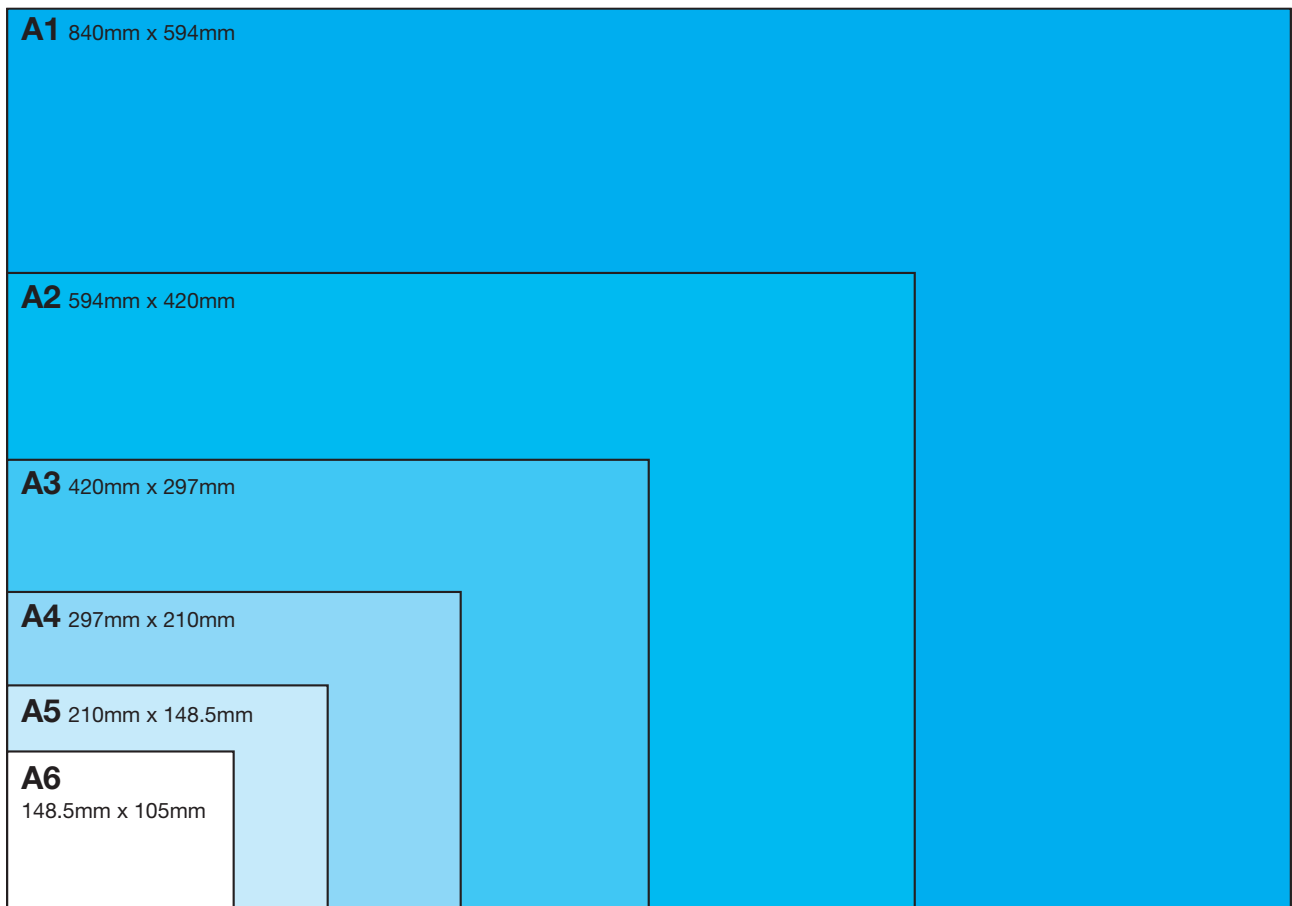 A1 840mm x 594mm
A2 594mm x 420mm
A3 420mm x 297mm
A4 297mm x 210mm
A5 210mm x 148.5mm
A6
148.5mm x 105mm